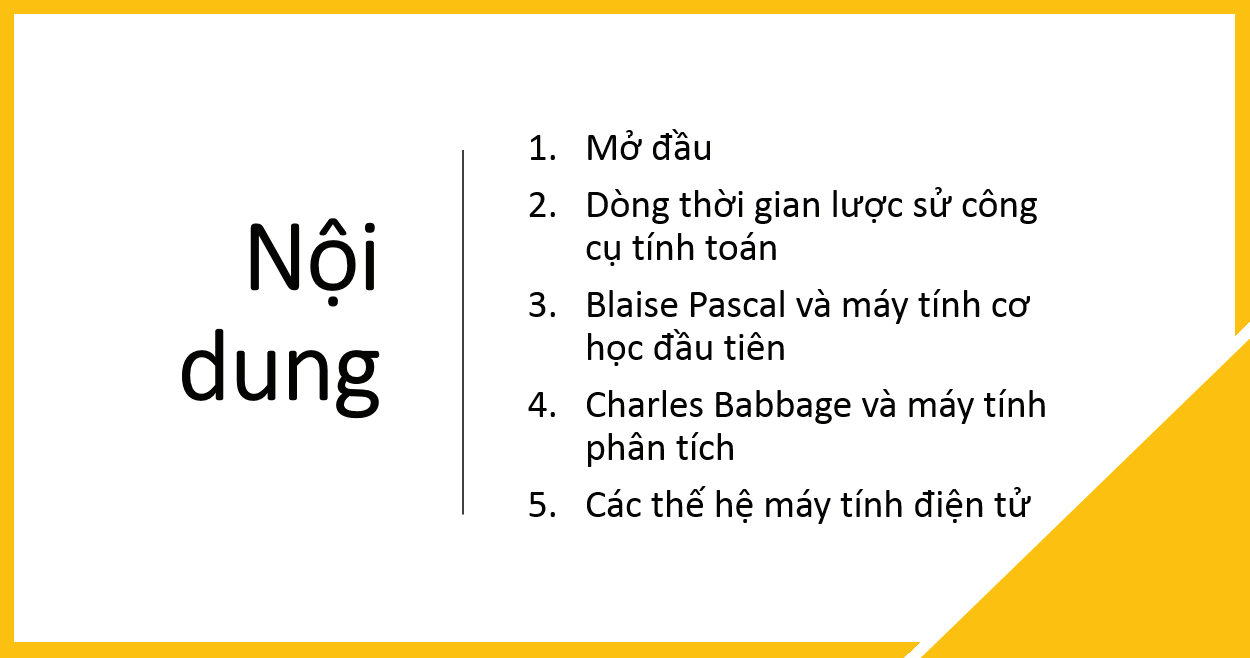 Nội
dung
1. Mở đầu
2. Dòng thời gian lược sử công
cụ tính toán
3. Blaise Pascal và máy tính cơ
học đầu tiên
4. Charles Babbage và máy tính
phân tích
5. Các thế hệ máy tính điện tử